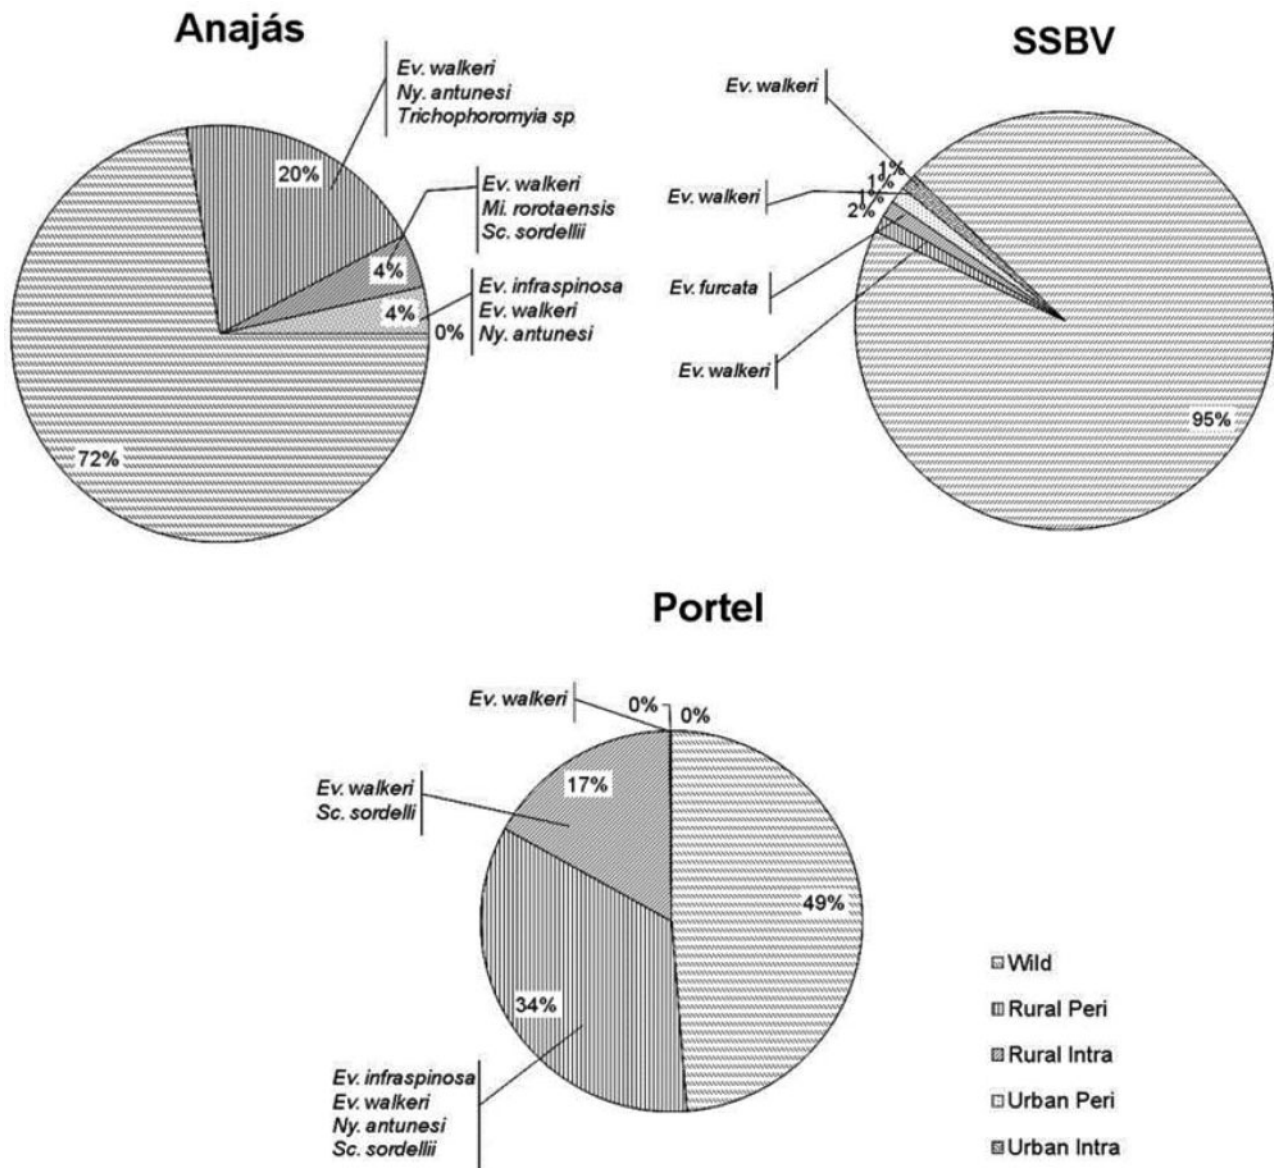 Anajás
Ev. walkeri
Ny. antunesi
Trichophoromyia sp
20%
Ev. walkeri
Mi. rorotaensis
Sc. sordellii
4%
Ev. infraspinosa
Ev. walkeri
Ny. antunesi
4%
0%
72%
SSBV
Ev. walkeri
1%
1%
Ev. walkeri
1%
2%
Ev. furcata
Ev. walkeri
95%
Portel
Ev. walkeri
0%
0%
Ev. walkeri
Sc. sordelli
17%
49%
34%
Ev. infraspinosa
Ev. walkeri
Ny. antunesi
Sc. sordellii
Wild
Rural Peri
Rural Intra
Urban Peri
Urban Intra